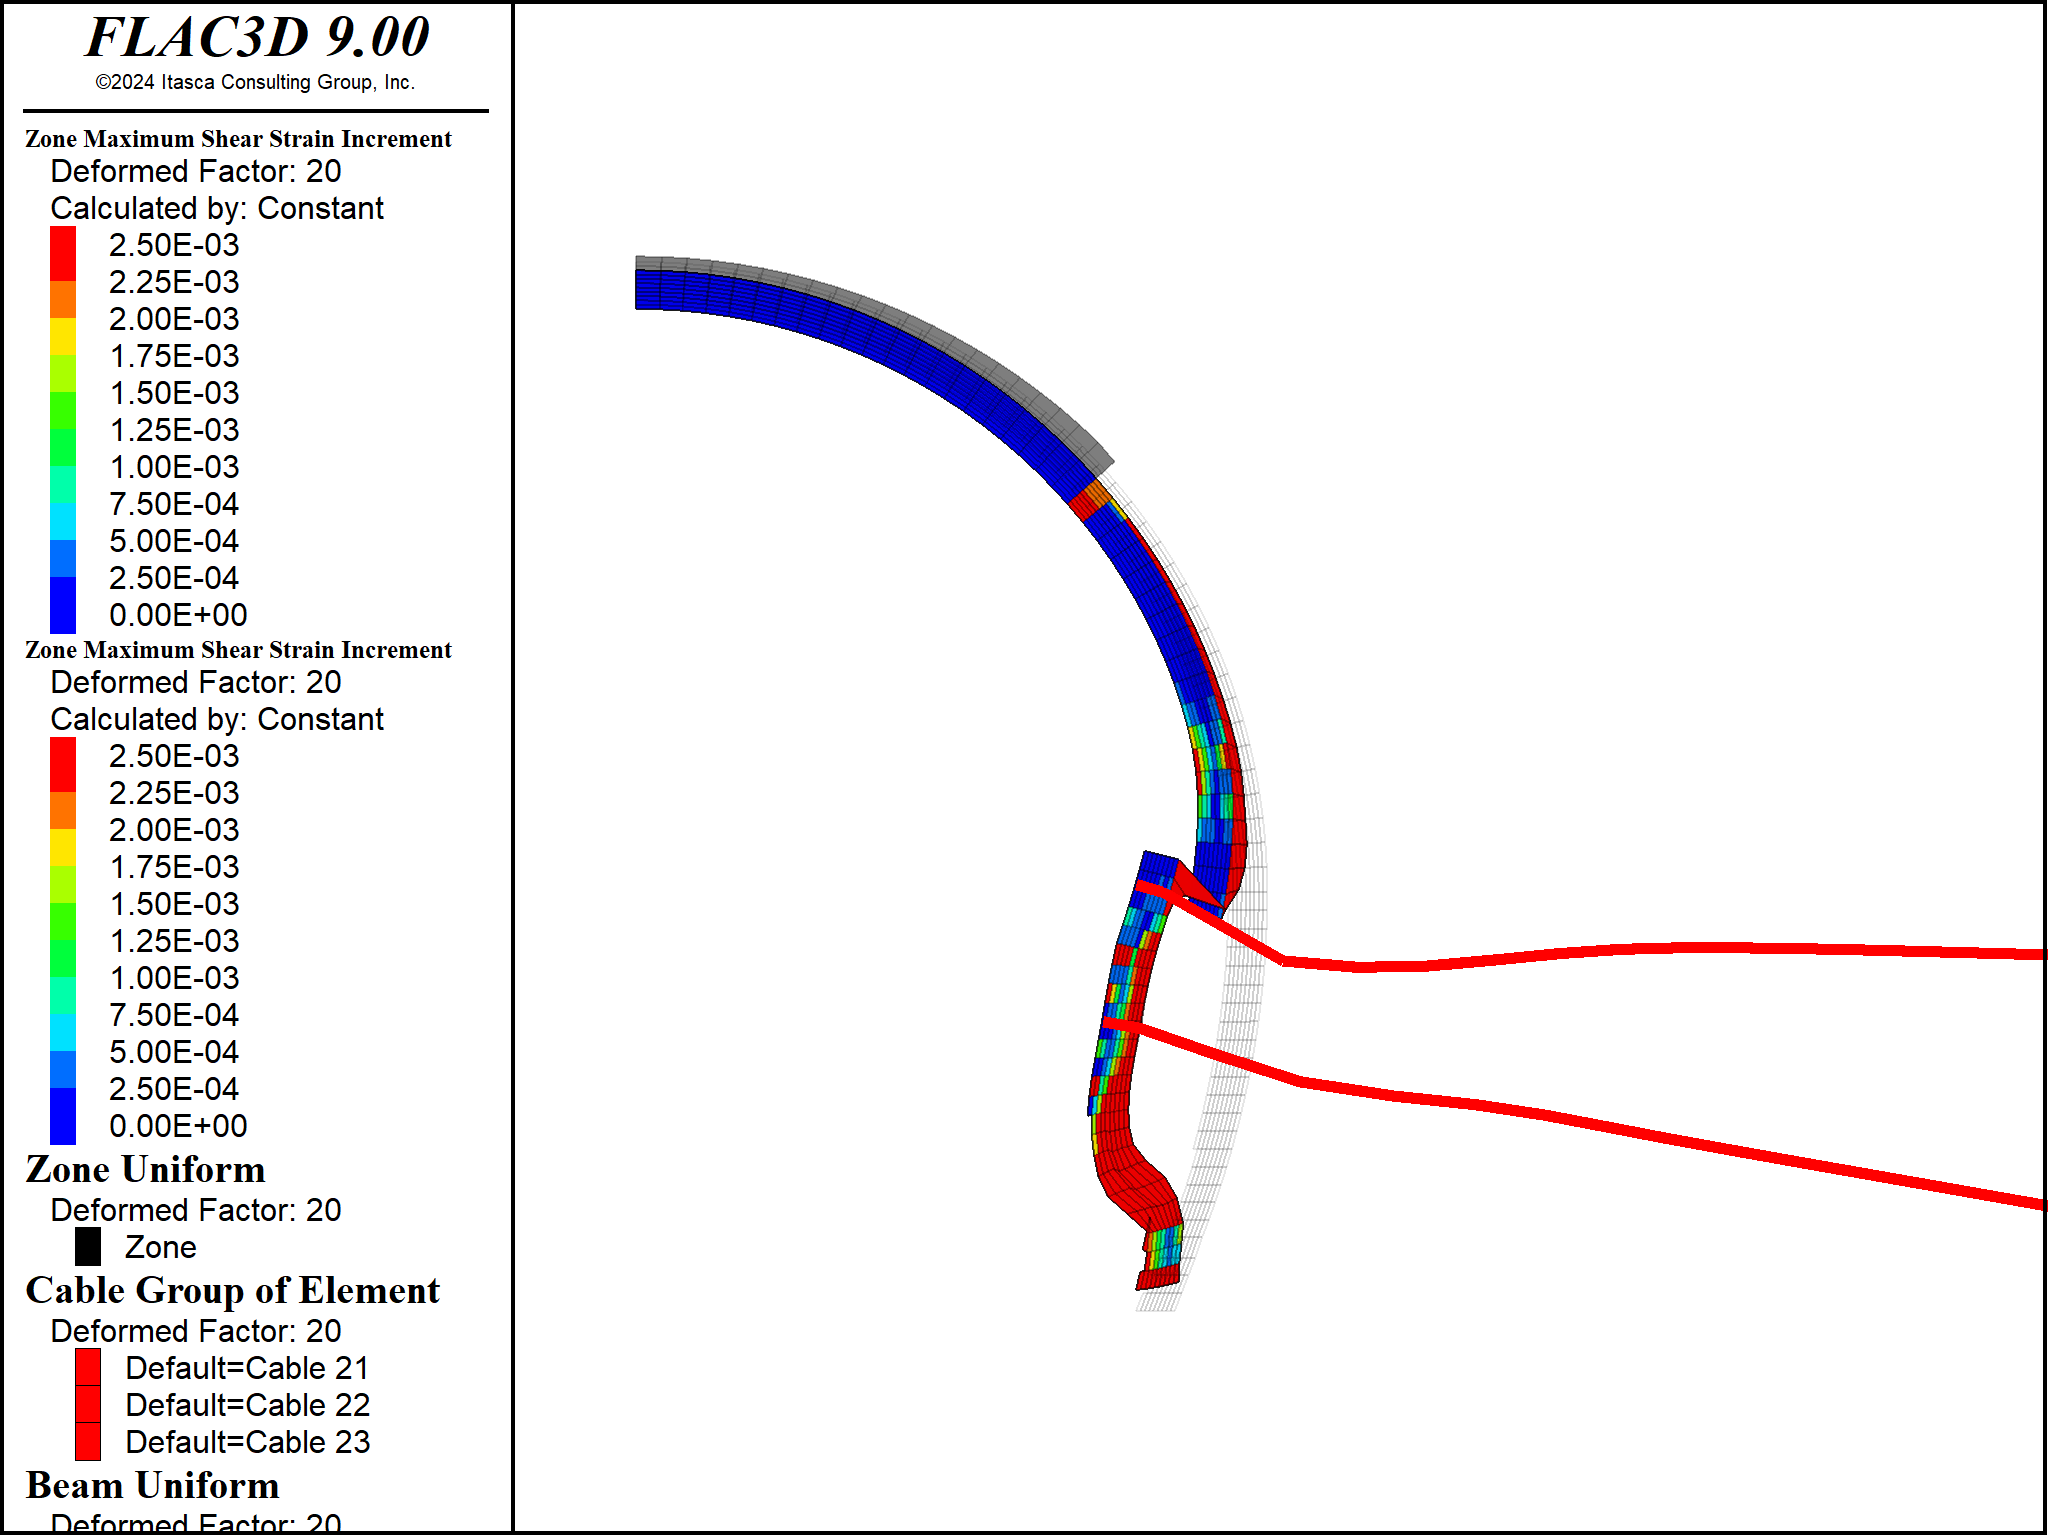 FLAC3D 9.00
©2024 Itasca Consulting Group, Inc.
Zone Maximum Shear Strain Increment
Deformed Factor: 20
Calculated by: Constant
2.50E-03
2.25E-03
2.00E-03
1.75E-03
1.50E-03
1.25E-03
1.00E-03
7.50E-04
5.00E-04
2.50E-04
0.00E+00
Zone Maximum Shear Strain Increment
Deformed Factor: 20
Calculated by: Constant
2.50E-03
2.25E-03
2.00E-03
1.75E-03
1.50E-03
1.25E-03
1.00E-03
7.50E-04
5.00E-04
2.50E-04
0.00E+00
Zone Uniform
Deformed Factor: 20
Zone
Cable Group of Element
Deformed Factor: 20
Default=Cable 21
Default=Cable 22
Default=Cable 23
Beam Uniform
Deformed Factor: 20